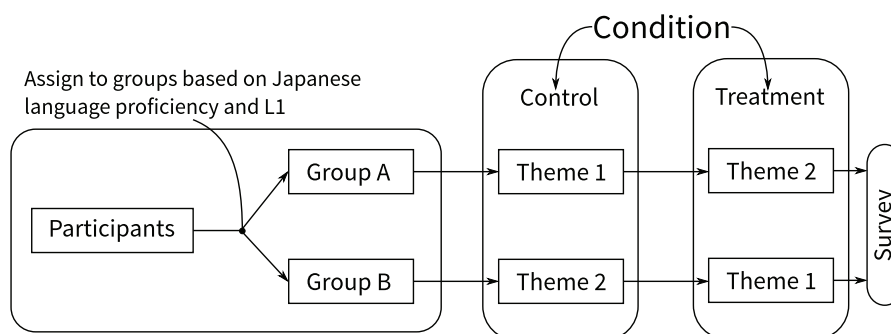 Condition
Assign to groups based on Japanese
language proficiency and L1
Control
Treatment
Group A
Theme 1
Theme 2
Participants
Survey
Group B
Theme 2
Theme 1